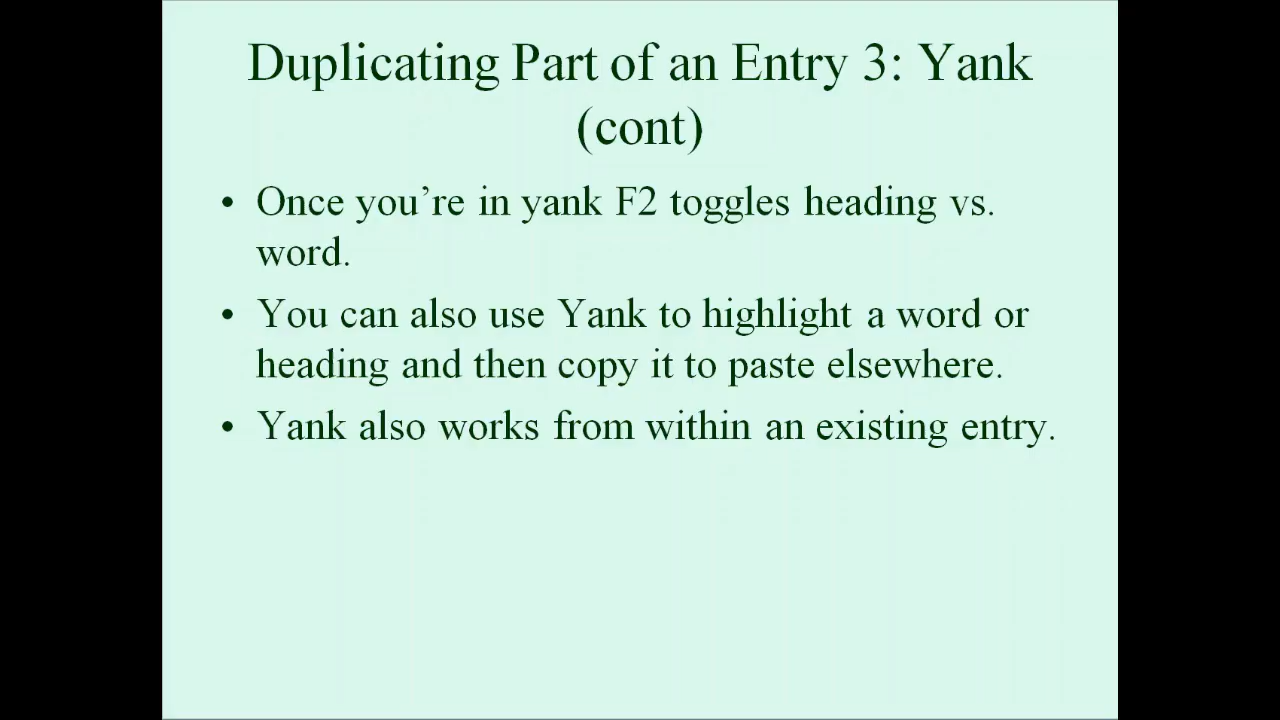 Duplicating Part of an Entry 3: Yank
(cont)
• Once you’re in yank F2 toggles heading vs.
word.
• You can also use Yank to highlight a word or
heading and then copy it to paste elsewhere.
• Yank also works from within an existing entry.